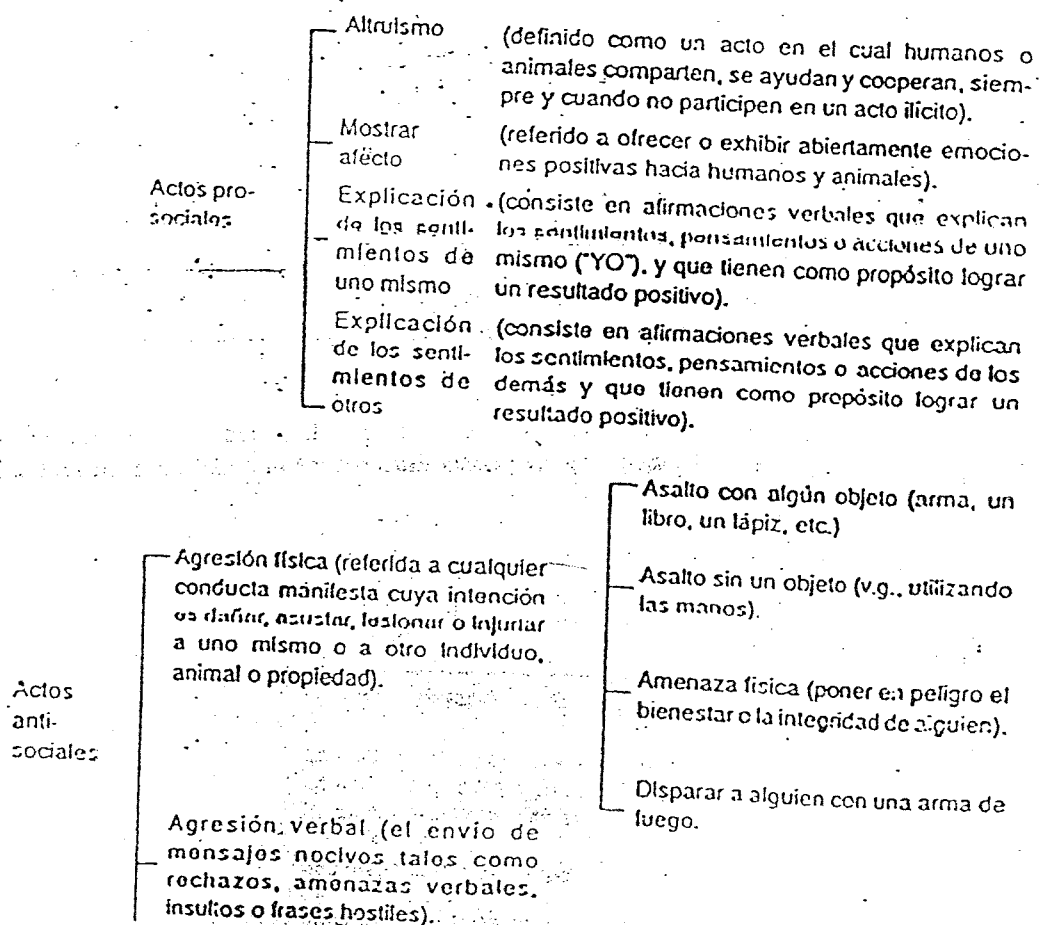 Altruismo
(definido como un acto en el cual humanos o
animales comparten, se ayudan y cooperan, siem-
pre y cuando no participen en un acto ilícito).
Mostrar
afecto
(referido a ofrecer o exhibir abiertamente emocio-
nes positivas hacia humanos y animales).
Actos pro-
sociales
Explicación
de los senti-
mientos de
uno mismo
(consiste en afirmaciones verbales que explican
los sentimientos, pensamientos o acciones de uno
mismo ("YO"), y que tienen como propósito lograr
un resultado positivo).
Explicación
de los senti-
mientos de
otros
(consiste en afirmaciones verbales que explican
los sentimientos, pensamientos o acciones de los
demás y que tienen como propósito lograr un
resultado positivo).
Actos
anti-
sociales
Agresión física (referida a cualquier
conducta manifiesta cuya intención
es dañar, asustar, lesionar o injuriar
a uno mismo o a otro individuo,
animal o propiedad).
Asalto con algún objeto (arma, un
libro, un lápiz, etc.)
Asalto sin un objeto (v.g., utilizando
las manos).
Amenaza física (poner en peligro el
bienestar o la integridad de alguien).
Disparar a alguien con una arma de
fuego.
Agresión verbal (el envío de
mensajes nocivos tales como
rechazos, amenazas verbales,
insultos o frases hostiles).